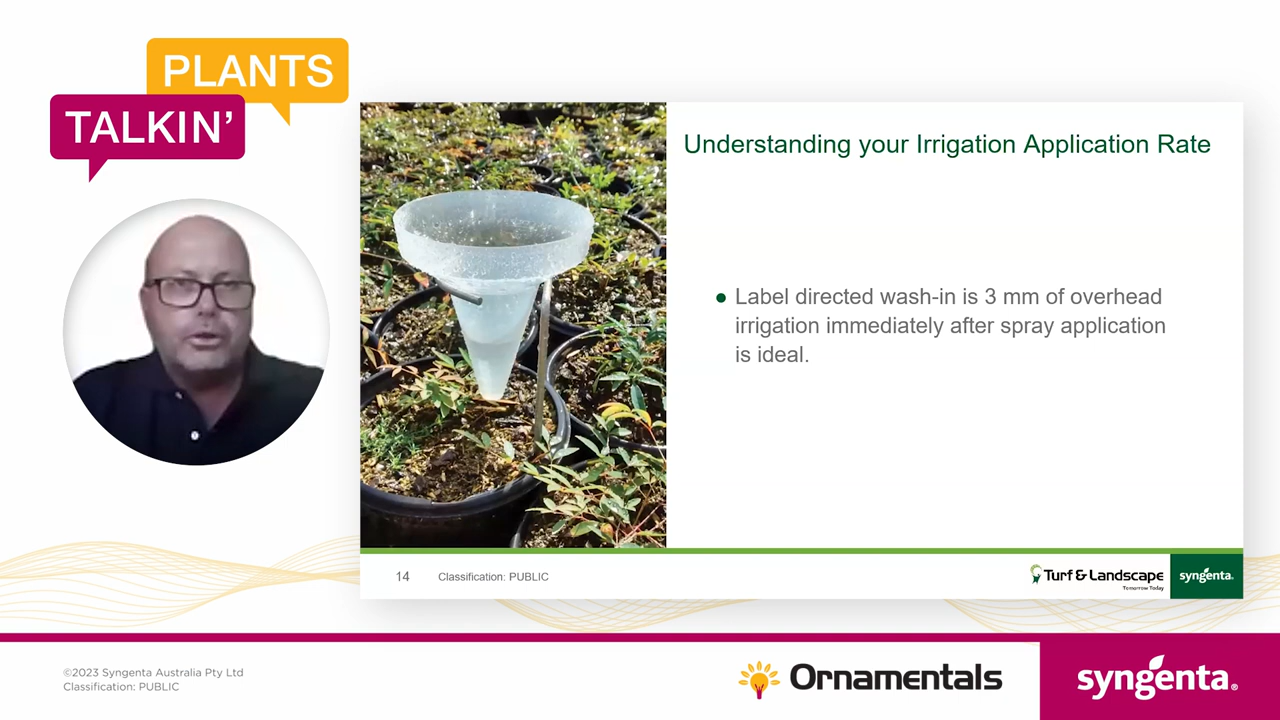 PLANTS
TALKIN’
Understanding your Irrigation Application Rate
● Label directed wash-in is 3 mm of overhead
irrigation immediately after spray application
is ideal.
14
Classification: PUBLIC
Turf & Landscape
Tomorrow Today
syngenta.
©2023 Syngenta Australia Pty Ltd
Classification: PUBLIC
Ornamentals
syngenta®